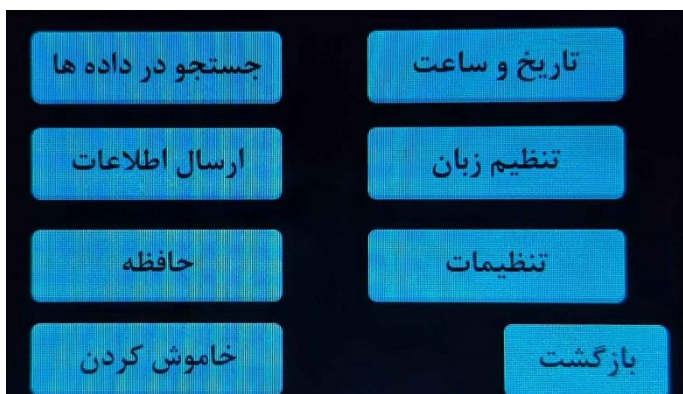 تاریخ و ساعت
جستجو در داده ها
تنظیم زبان
ارسال اطلاعات
تنظیمات
حافظه
بازگشت
خاموش کردن